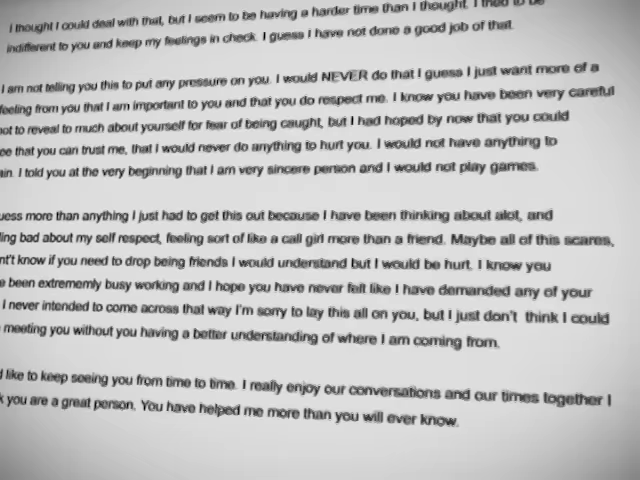 i thought I could deal with that, but I seem to be having a harder time than I thought. I tried to be
indifferent to you and keep my feelings in check. I guess I have not done a good job of that.
I am not telling you this to put any pressure on you. I would NEVER do that I guess I just want more of a
feeling from you that I am important to you and that you do respect me. I know you have been very careful
not to reveal to much about yourself for fear of being caught, but I had hoped by now that you could
ee that you can trust me, that I would never do anything to hurt you. I would not have anything to
ain. I told you at the very beginning that I am very sincere person and I would not play games.
uess more than anything I just had to get this out because I have been thinking about alot, and
ling bad about my self respect, feeling sort of like a call girl more than a friend. Maybe all of this scares,
n't know if you need to drop being friends I would understand but I would be hurt. I know you
e been extrememly busy working and I hope you have never felt like I have demanded any of your
I never intended to come across that way I'm sorry to lay this all on you, but I just don't think I could
meeting you without you having a better understanding of where I am coming from.
d like to keep seeing you from time to time. I really enjoy our conversations and our times together I
k you are a great person. You have helped me more than you will ever know.